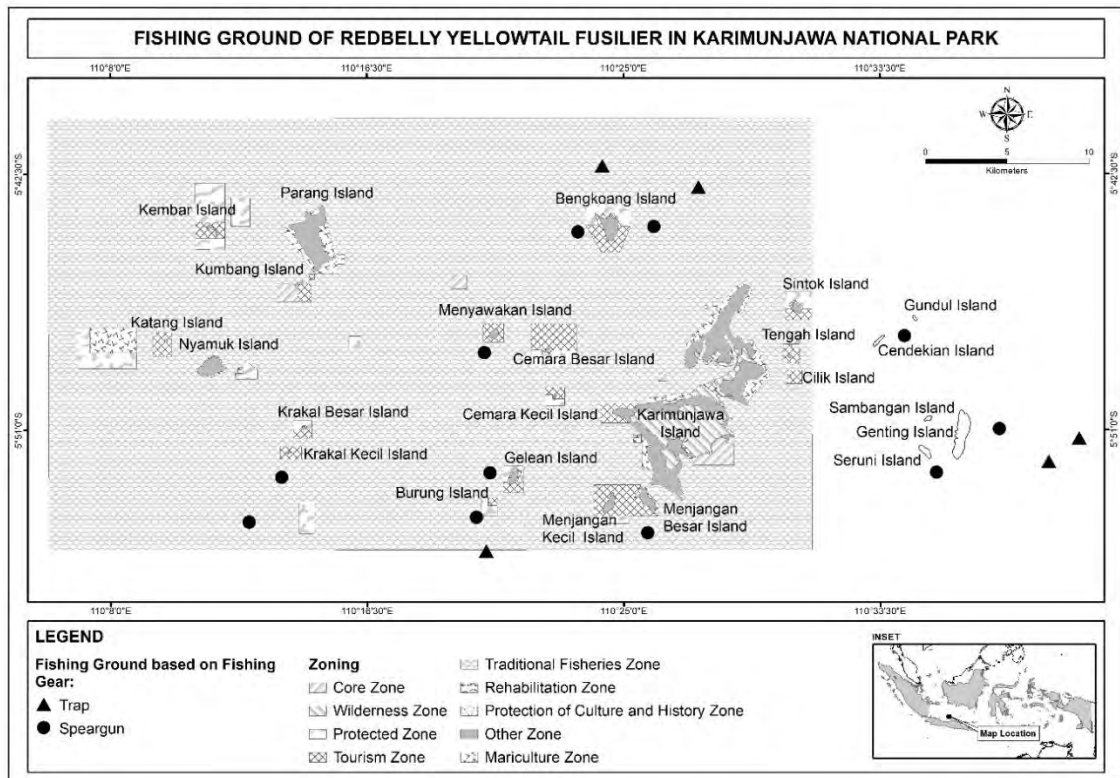 FISHING GROUND OF REDBELLY YELLOWTAIL FUSILIER IN KARIMUNJAWA NATIONAL PARK
110°8'0"E 110°16'30"E 110°25'0"E 110°33'30"E
N
W E
S
0 5 10
Kilometers
5°42'30"S 5°42'30"S
Parang Island
Bengkoang Island
Kembar Island
Kumbang Island
Sintok Island
Gundul Island
Menyawakan Island
Katang Island
Tengah Island
Nyamuk Island
Cemara Besar Island
Cendekian Island
Cilik Island
Krakal Besar Island
Cemara Kecil Island
Karimunjawa
Island
Sambangan Island
Genting Island
5°51'0"S 5°51'0"S
Krakal Kecil Island
Gelean Island
Seruni Island
Burung Island
Menjangan
Kecil Island
Menjangan
Besar Island
110°8'0"E 110°16'30"E 110°25'0"E 110°33'30"E
LEGEND
Fishing Ground based on Fishing
Gear:
Trap
Speargun
Zoning
Core Zone
Wilderness Zone
Protected Zone
Tourism Zone
Traditional Fisheries Zone
Rehabilitation Zone
Protection of Culture and History Zone
Other Zone
Mariculture Zone
INSET
Map Location